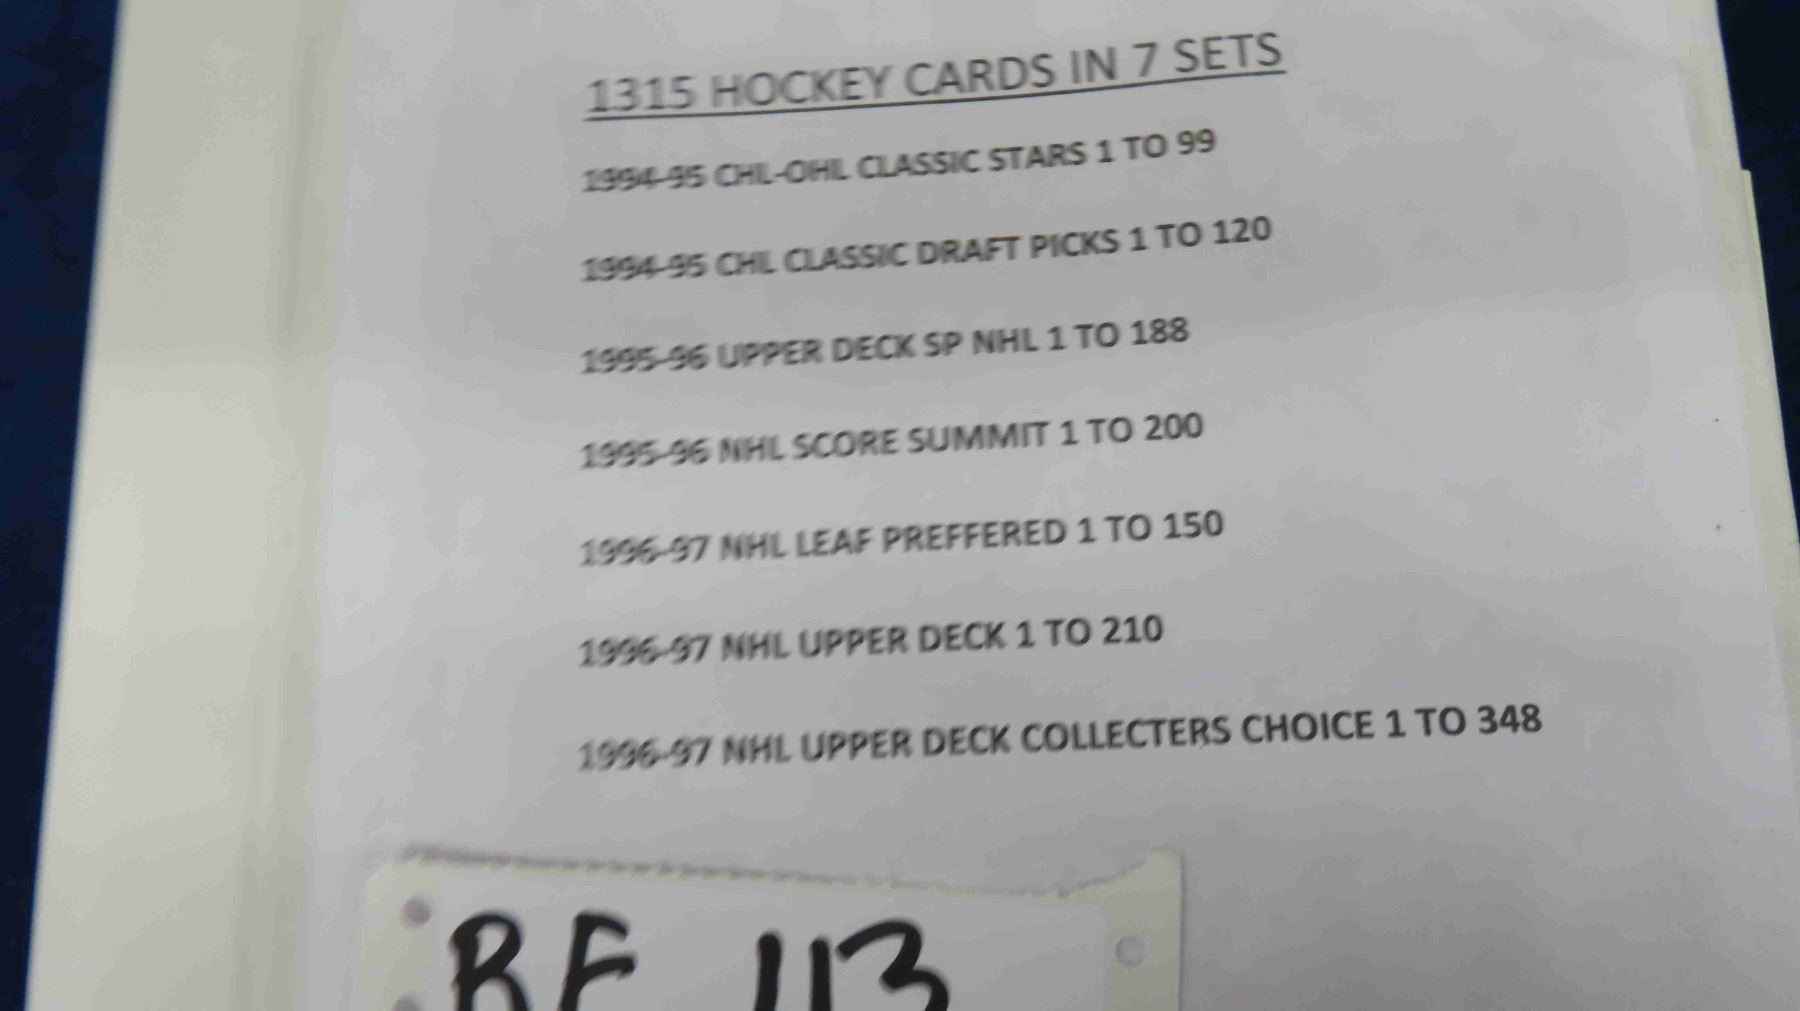 1315 HOCKEY CARDS IN 7 SETS
1994-95 CHL-OHL CLASSIC STARS 1 TO 99
1994-95 CHL CLASSIC DRAFT PICKS 1 TO 120
1995-96 UPPER DECK SP NHL 1 TO 188
1995-96 NHL SCORE SUMMIT 1 TO 200
1996-97 NHL LEAF PREFFERED 1 TO 150
1996-97 NHL UPPER DECK 1 TO 210
1996-97 NHL UPPER DECK COLLECTERS CHOICE 1 TO 348
RF 113